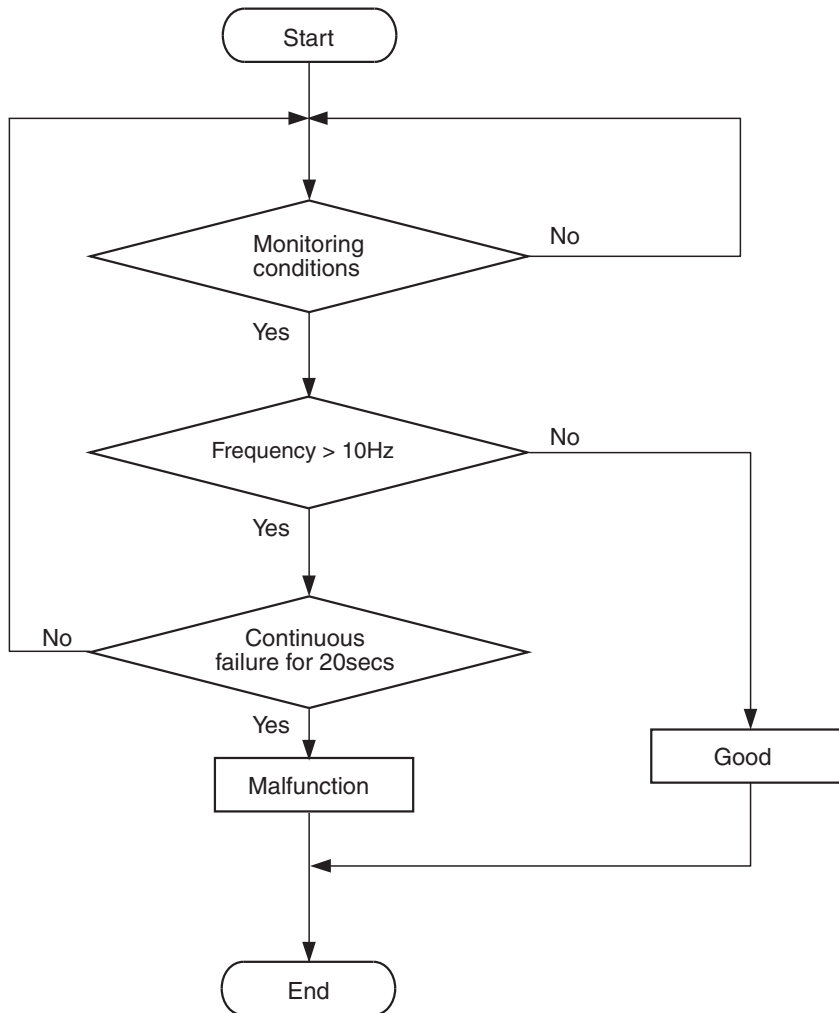 Start
Monitoring
conditions
No
Yes
Frequency > 10Hz
No
Yes
Continuous
failure for 20secs
No
Yes
Malfunction
Good
End